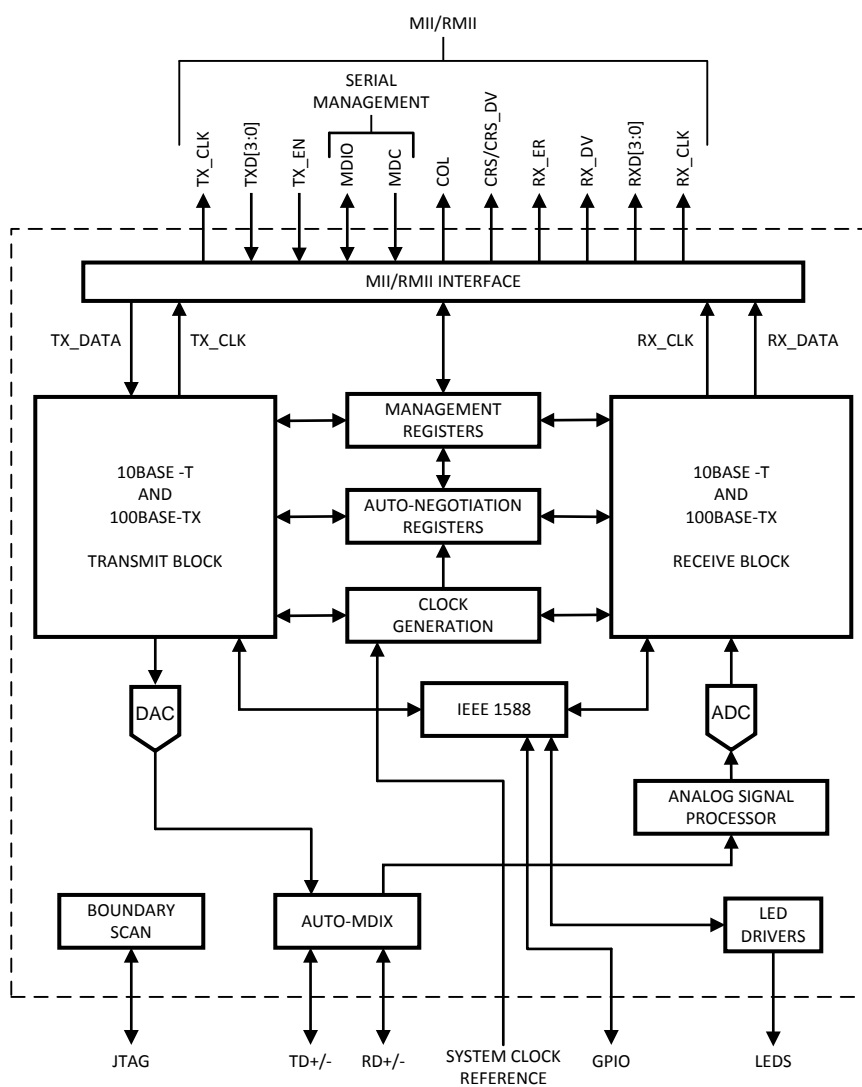 MII/RMII
SERIAL
MANAGEMENT
TX_CLK
TXD[3:0]
TX_EN
MDIO
MDC
COL
CRS/CRS_DV
RX_ER
RX_DV
RXD[3:0]
RX_CLK
MII/RMII INTERFACE
TX_DATA
TX_CLK
RX_CLK
RX_DATA
10BASE -T
AND
100BASE-TX
TRANSMIT BLOCK
MANAGEMENT
REGISTERS
AUTO-NEGOTIATION
REGISTERS
CLOCK
GENERATION
10BASE -T
AND
100BASE-TX
RECEIVE BLOCK
DAC
IEEE 1588
ADC
ANALOG SIGNAL
PROCESSOR
BOUNDARY
SCAN
AUTO-MDIX
LED
DRIVERS
JTAG
TD+/-
RD+/-
SYSTEM CLOCK
REFERENCE
GPIO
LEDS